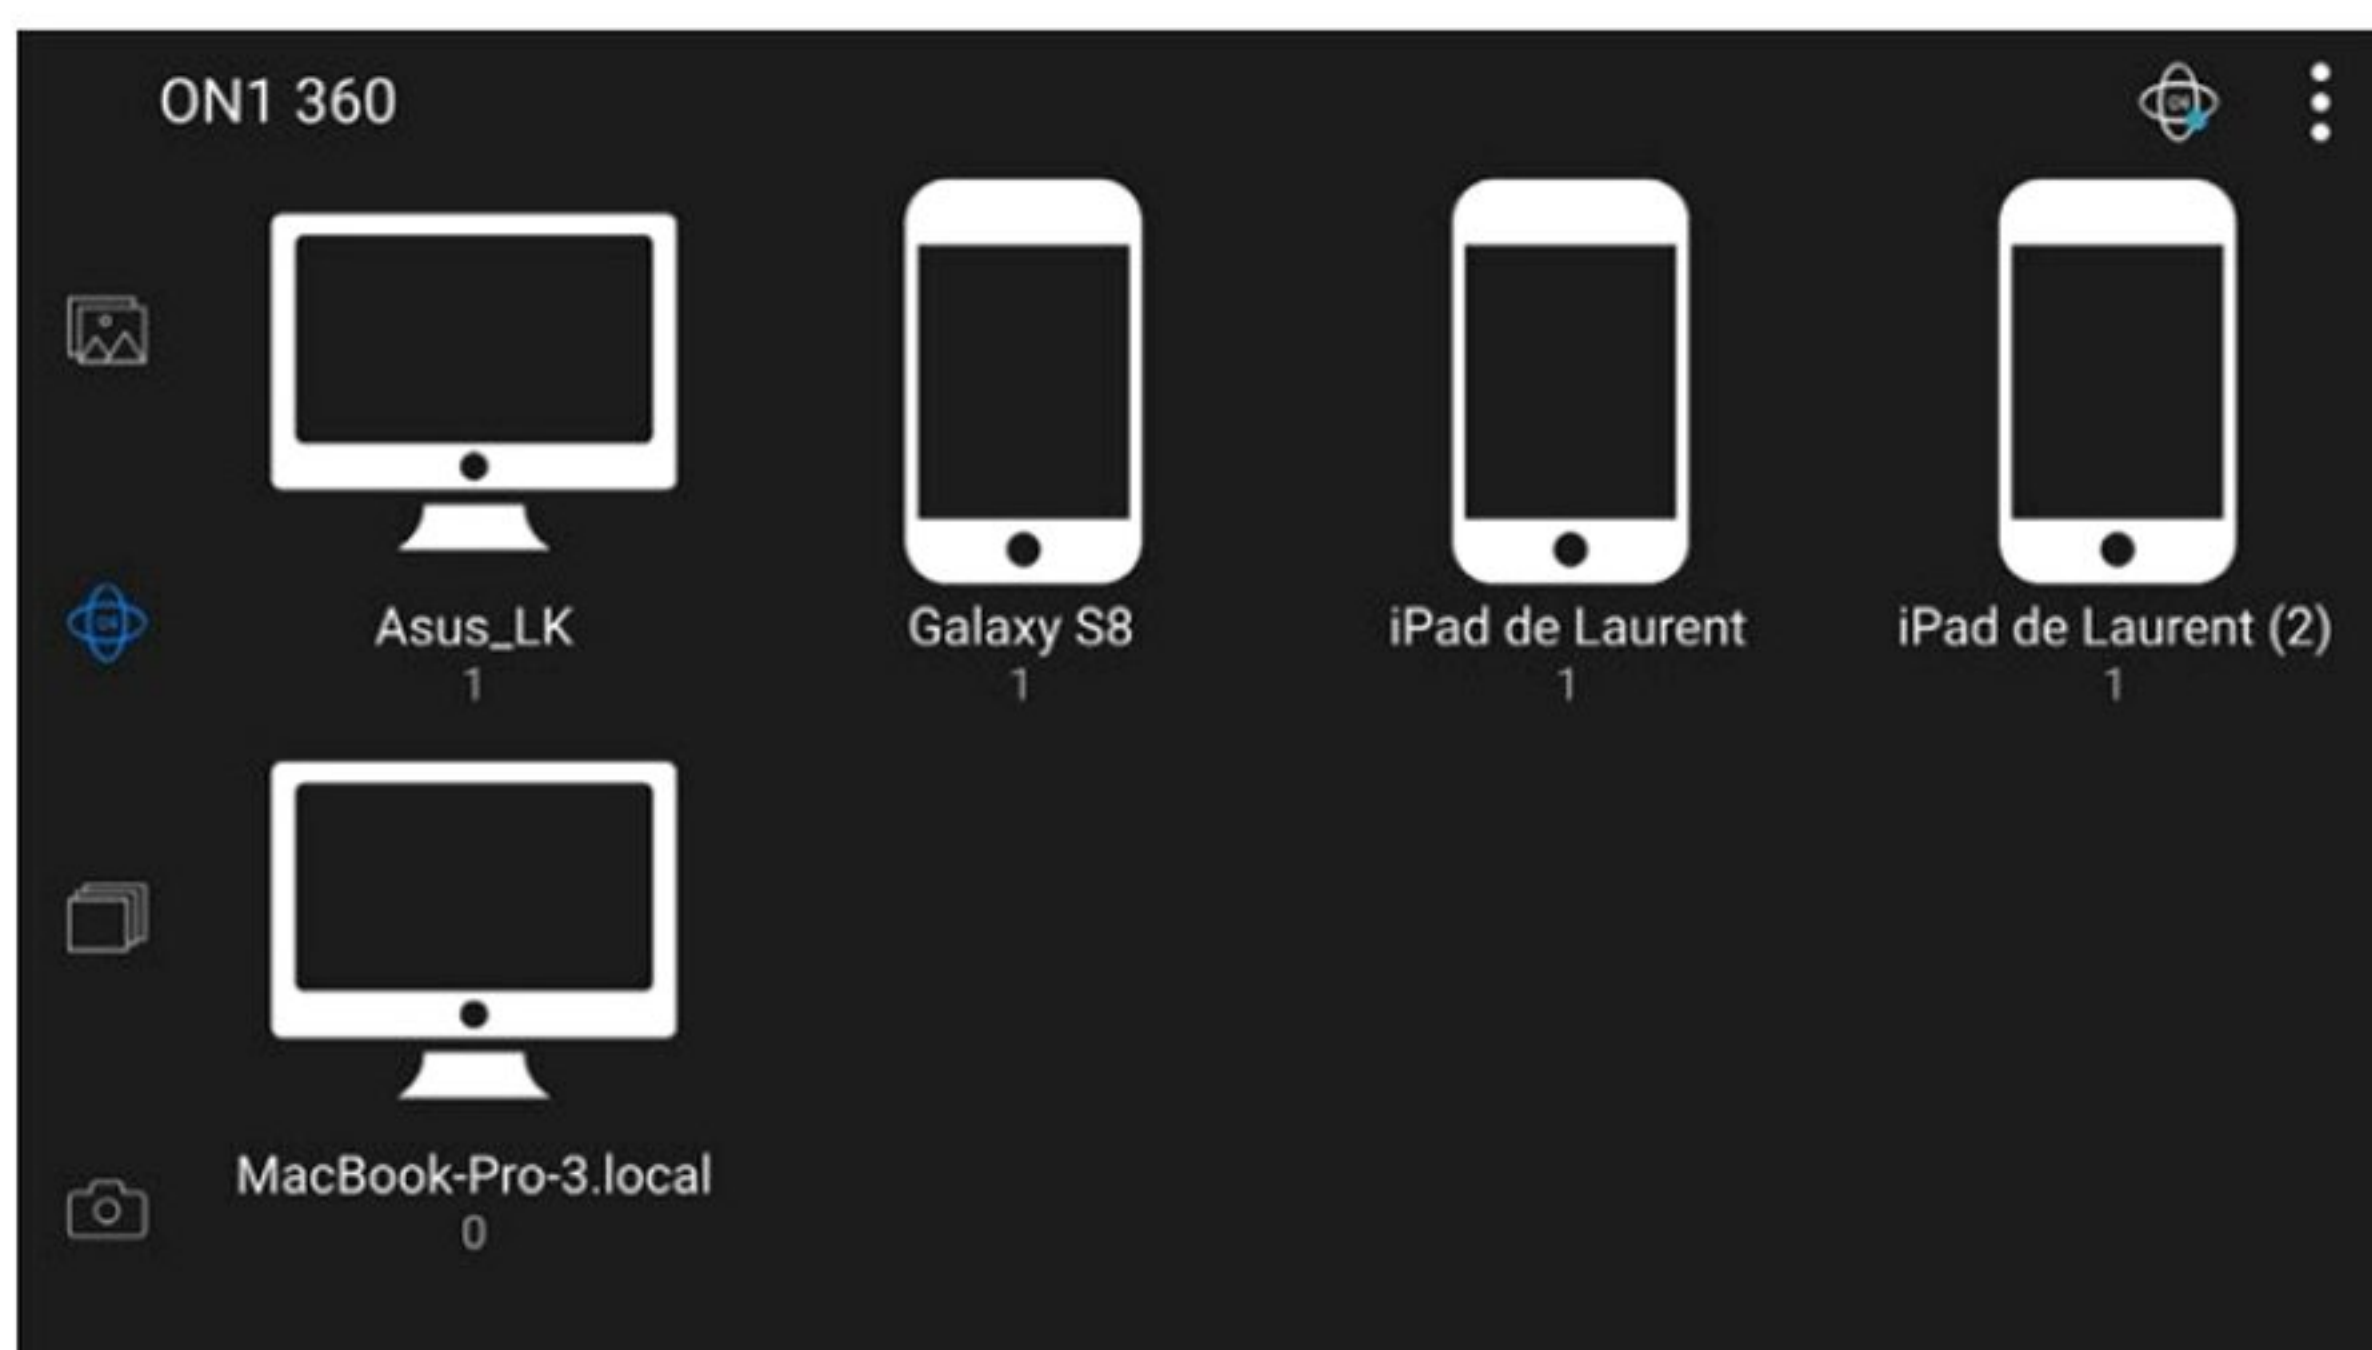 ON1 360
Asus_LK
1
Galaxy S8
1
iPad de Laurent
1
iPad de Laurent (2)
1
MacBook-Pro-3.local
0